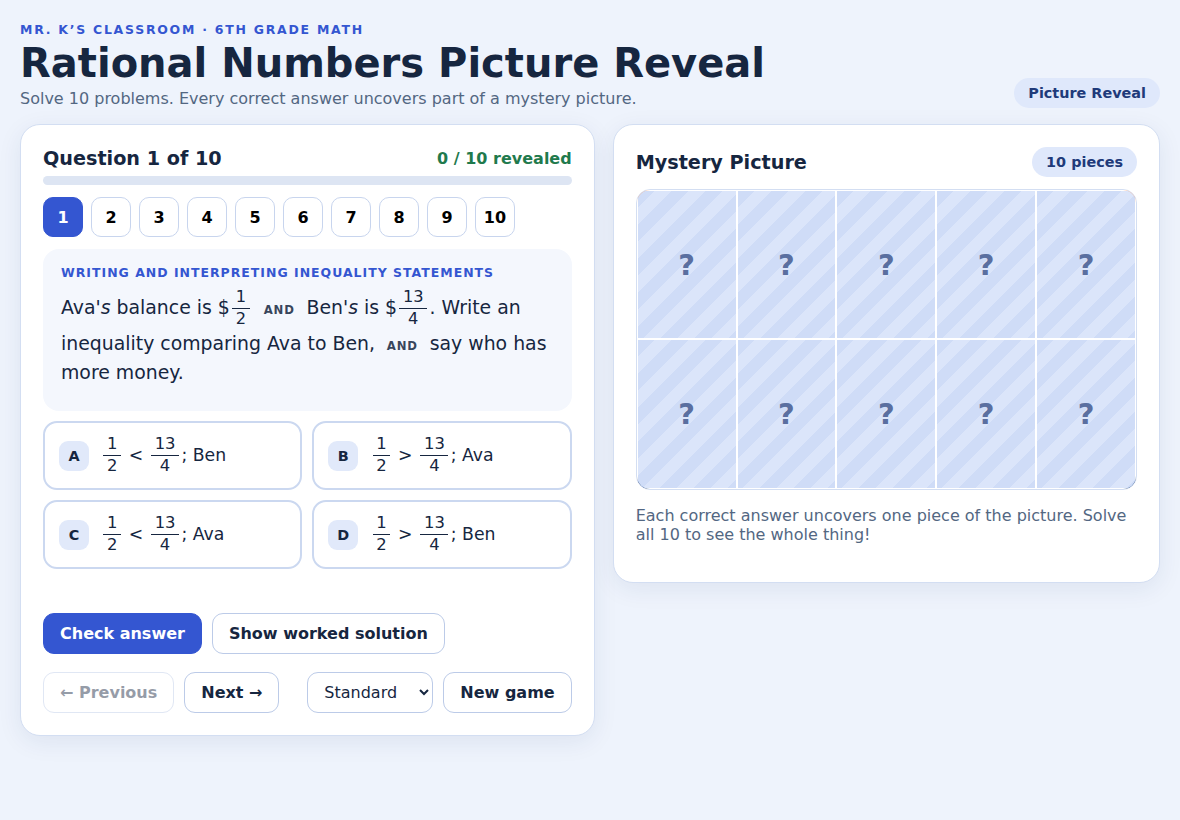 MR. K’S CLASSROOM · 6TH GRADE MATH
Rational Numbers Picture Reveal
Solve 10 problems. Every correct answer uncovers part of a mystery picture.
Picture Reveal
Question 1 of 10
0 / 10 revealed
1 2 3 4 5 6 7 8 9 10
WRITING AND INTERPRETING INEQUALITY STATEMENTS
Ava's balance is $1/2 AND Ben's is $13/4. Write an
inequality comparing Ava to Ben, AND say who has
more money.
A 1/2 < 13/4; Ben
B 1/2 > 13/4; Ava
C 1/2 < 13/4; Ava
D 1/2 > 13/4; Ben
Check answer
Show worked solution
← Previous
Next →
Standard
New game
Mystery Picture
10 pieces
? ? ? ? ?
? ? ? ? ?
Each correct answer uncovers one piece of the picture. Solve
all 10 to see the whole thing!